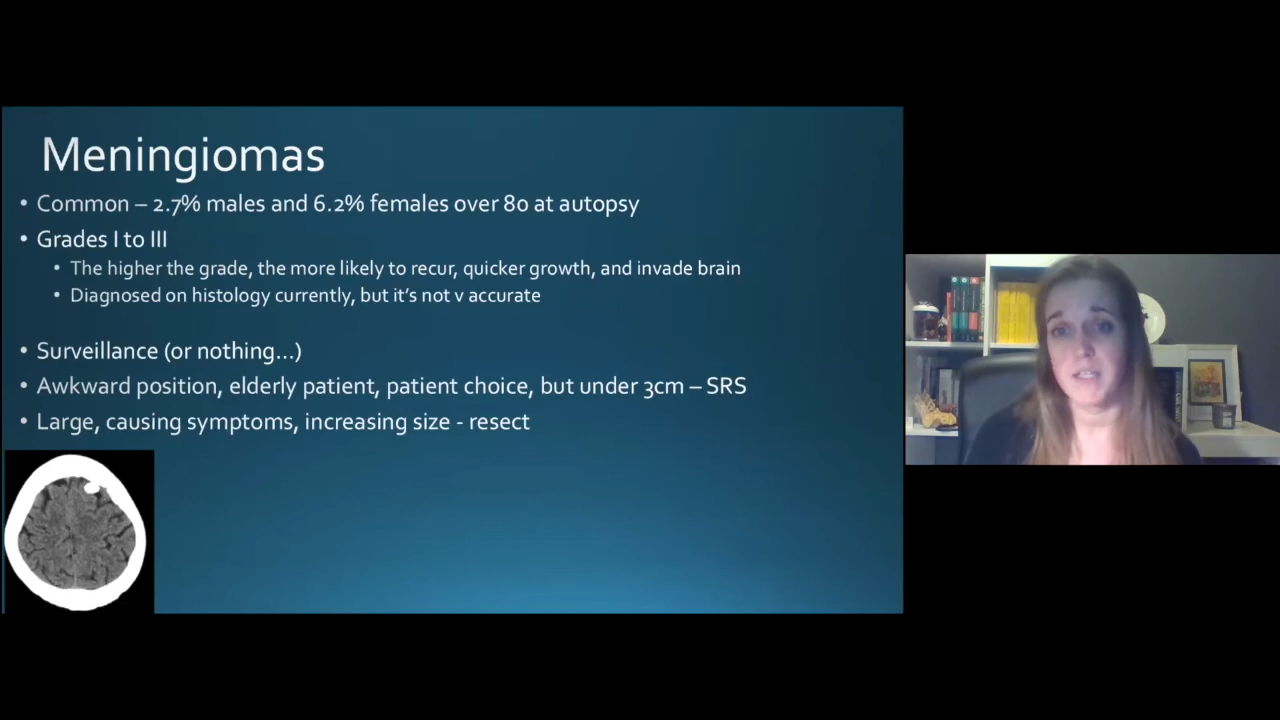 Meningiomas
• Common – 2.7% males and 6.2% females over 80 at autopsy
• Grades I to III
• The higher the grade, the more likely to recur, quicker growth, and invade brain
• Diagnosed on histology currently, but it's not v accurate
• Surveillance (or nothing…)
• Awkward position, elderly patient, patient choice, but under 3cm – SRS
• Large, causing symptoms, increasing size - resect